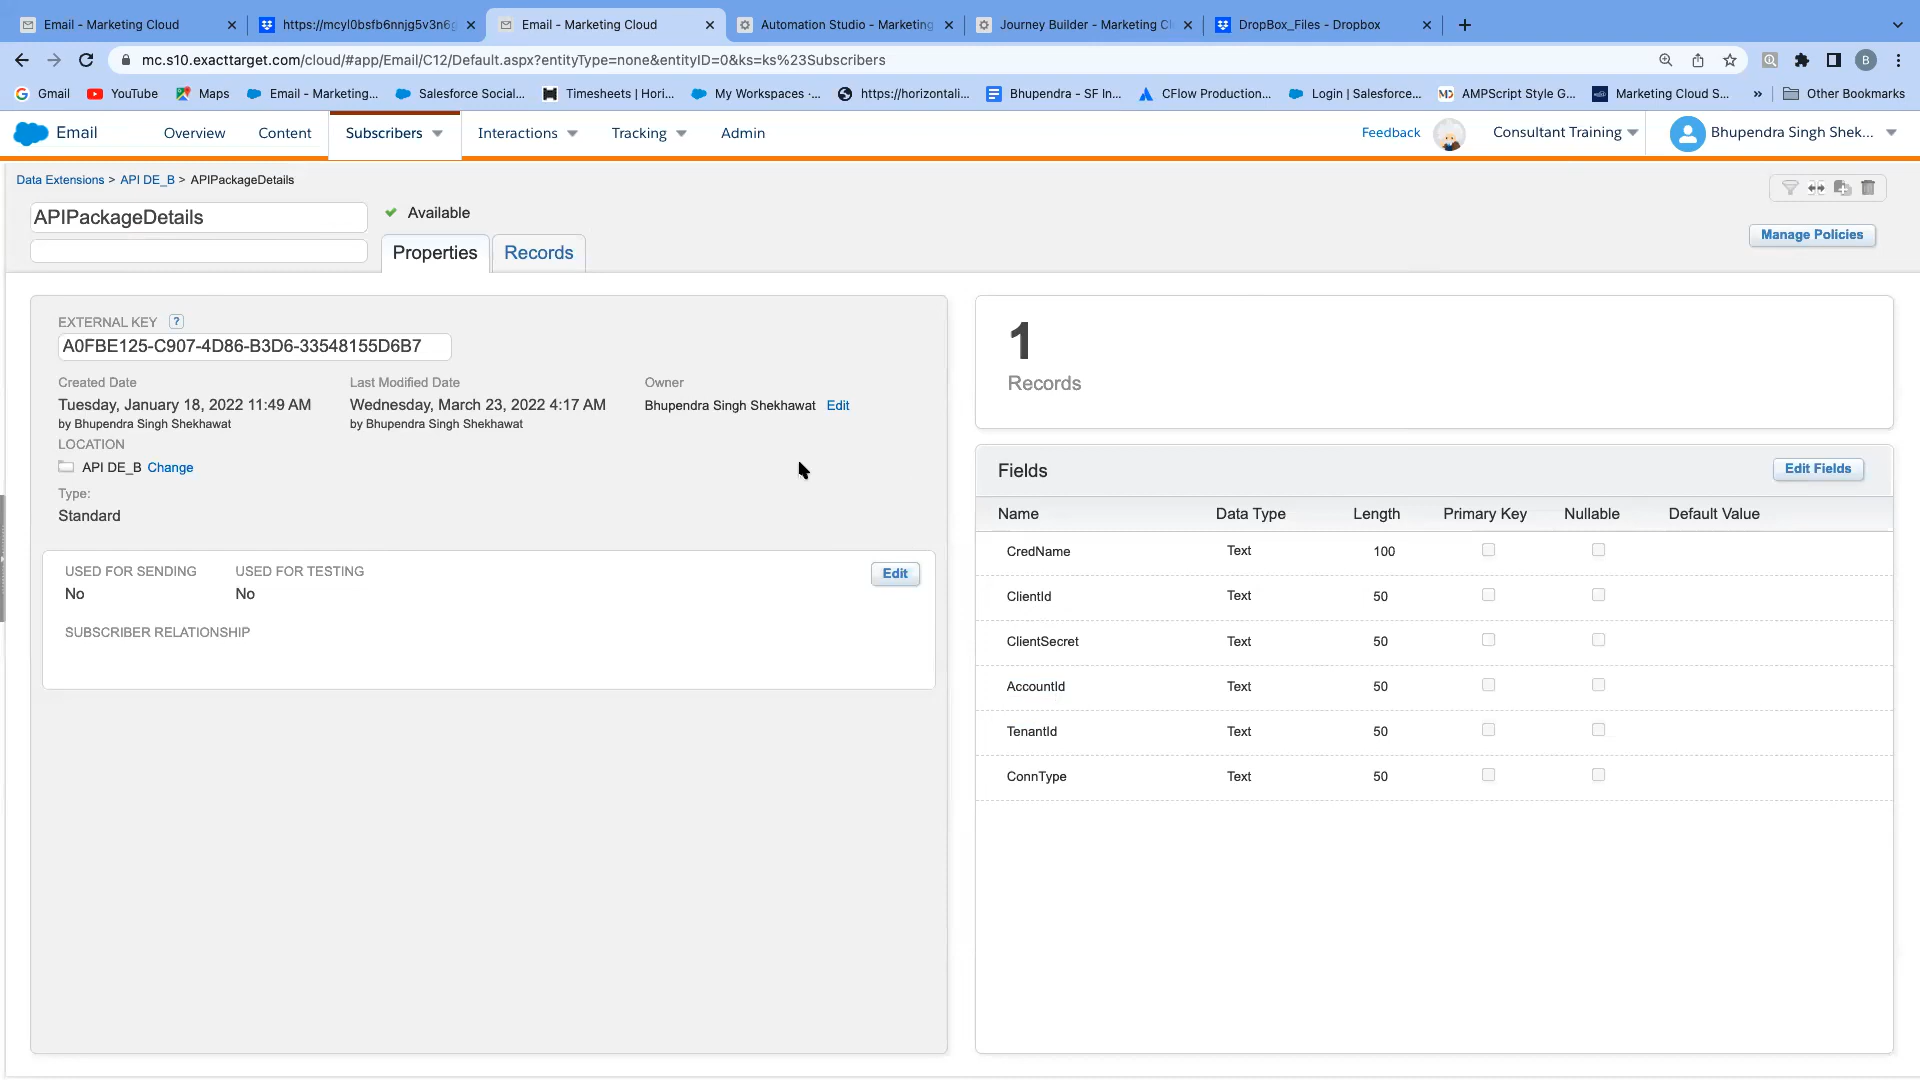 Email - Marketing Cloud
https://mcyl0bsfb6nnjg5v3n6g
Email - Marketing Cloud
Automation Studio - Marketing
Journey Builder - Marketing Cl
DropBox_Files - Dropbox
mc.s10.exacttarget.com/cloud/#app/Email/C12/Default.aspx?entityType=none&entityID=0&ks=ks%23Subscribers
B
Gmail
YouTube
Maps
Email - Marketing...
Salesforce Social...
Timesheets | Hori...
My Workspaces -...
https://horizontali...
Bhupendra - SF In...
CFlow Production...
Login | Salesforce...
AMPScript Style G...
Marketing Cloud S...
»
Other Bookmarks
Email
Overview
Content
Subscribers
Interactions
Tracking
Admin
Feedback
Consultant Training
Bhupendra Singh Shek...
Data Extensions > API DE_B > APIPackageDetails
APIPackageDetails
Available
Properties
Records
Manage Policies
EXTERNAL KEY ?
A0FBE125-C907-4D86-B3D6-33548155D6B7
Created Date
Tuesday, January 18, 2022 11:49 AM
by Bhupendra Singh Shekhawat
Last Modified Date
Wednesday, March 23, 2022 4:17 AM
by Bhupendra Singh Shekhawat
Owner
Bhupendra Singh Shekhawat Edit
LOCATION
API DE_B Change
Type:
Standard
USED FOR SENDING
No
USED FOR TESTING
No
Edit
SUBSCRIBER RELATIONSHIP
1
Records
Fields
Edit Fields
Name Data Type Length Primary Key Nullable Default Value
CredName Text 100
ClientId Text 50
ClientSecret Text 50
AccountId Text 50
TenantId Text 50
ConnType Text 50